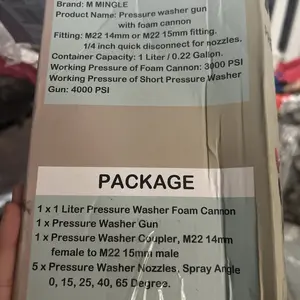 Brand: M MINGLE
Product Name: Pressure washer gun
with foam cannon
Fitting: M22 14mm or M22 15mm fitting.
1/4 inch quick disconnect for nozzles.
Container Capacity: 1 Liter/ 0.22 Gallon.
Working Pressure of Foam Cannon: 3000 PSI
Working Pressure of Short Pressure Washer
Gun: 4000 PSI
PACKAGE
1 x 1 Liter Pressure Washer Foam Cannon
1 x Pressure Washer Gun
1 x Pressure Washer Coupler, M22 14mm
female to M22 15mm male
5 x Pressure Washer Nozzles, Spray Angle
0, 15, 25, 40, 65 Degree.